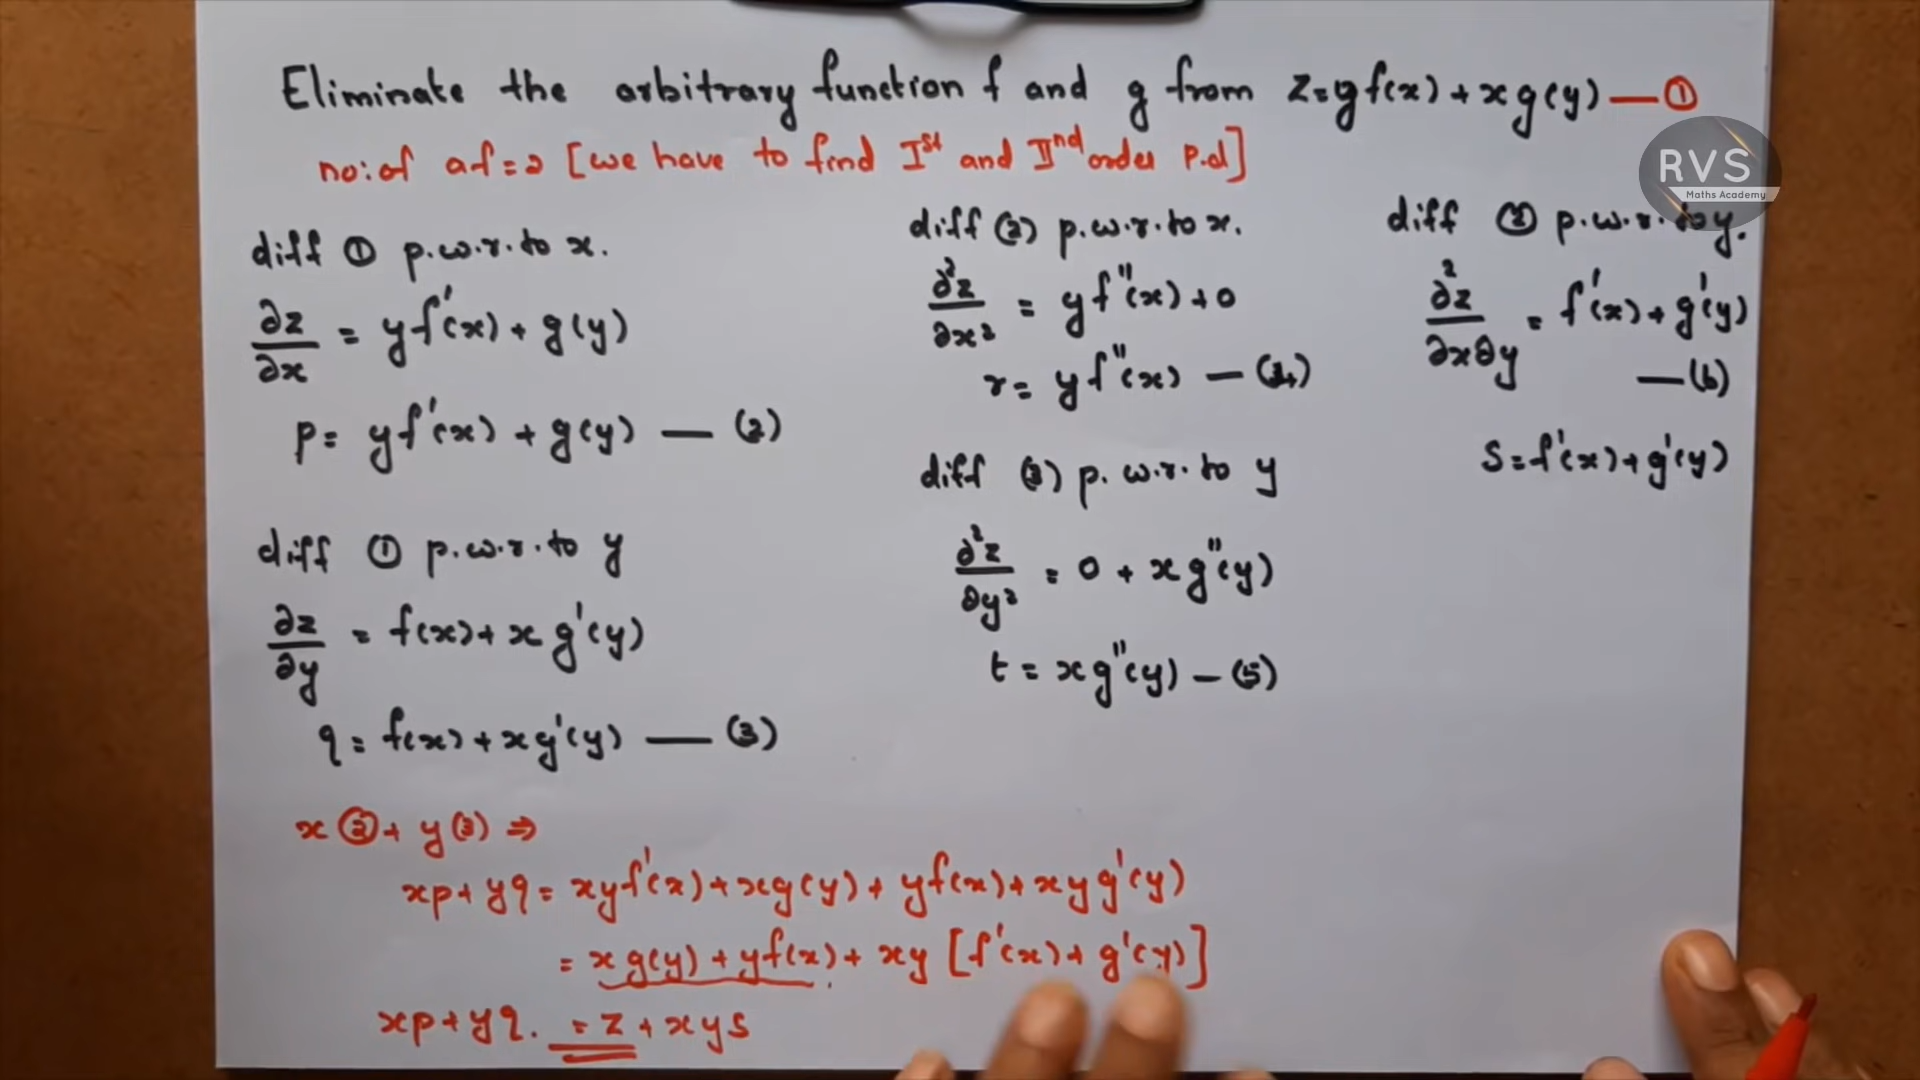 Eliminate the arbitrary function f and g from z=yf(x)+xg(y) — ①
no: of af = 2 [we have to find Iˢᵗ and IIⁿᵈ order p.d]
RVS
Maths Academy
diff ① p.w.r.to x.
∂z/∂x = yf'(x) + g(y)
p = yf'(x) + g(y) — (2)
diff ① p.w.r.to y
∂z/∂y = f(x) + x g'(y)
q = f(x) + xg'(y) — (3)
diff (2) p.w.r.to x.
∂²z/∂x² = yf''(x) + 0
r = yf''(x) — (4)
diff (3) p.w.r.to y
∂²z/∂y² = 0 + xg''(y)
t = xg''(y) — (5)
diff ② p.w.r.to y.
∂²z/∂x∂y = f'(x) + g'(y)
— (6)
S = f'(x) + g'(y)
x ② + y (3) ⇒
xp + yq = xyf'(x) + xg(y) + yf(x) + xyg'(y)
= xg(y) + yf(x) + xy [f'(x) + g'(y)]
xp + yq. = z + xys